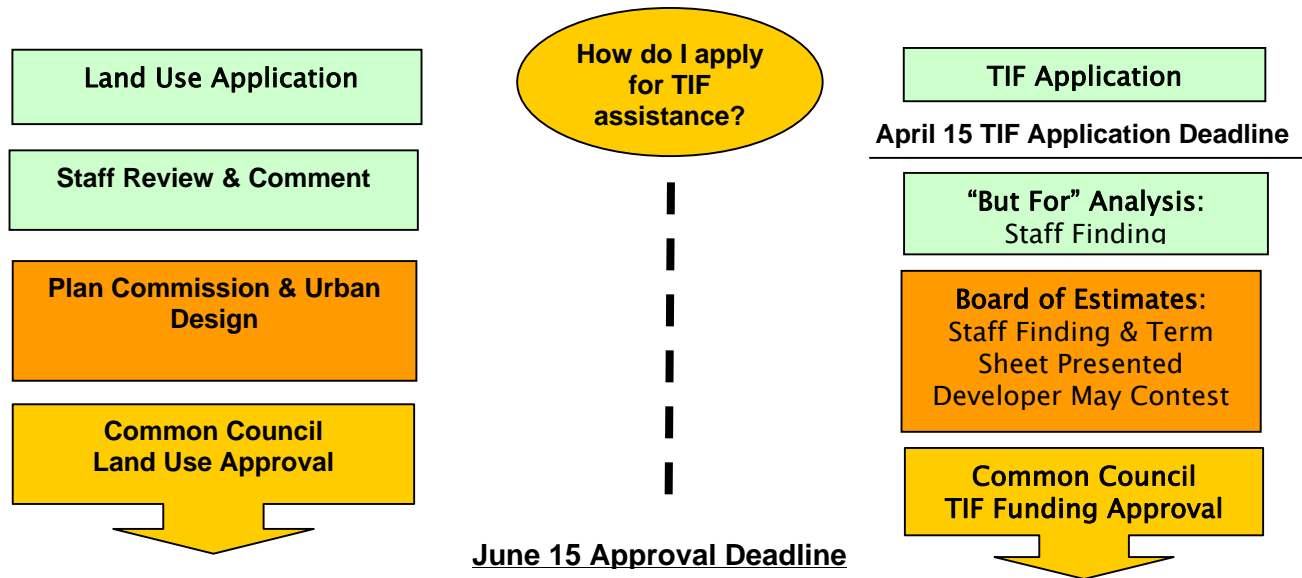 Land Use Application
Staff Review & Comment
Plan Commission & Urban
Design
Common Council
Land Use Approval
How do I apply
for TIF
assistance?
June 15 Approval Deadline
TIF Application
April 15 TIF Application Deadline
“But For” Analysis:
Staff Finding
Board of Estimates:
Staff Finding & Term
Sheet Presented
Developer May Contest
Common Council
TIF Funding Approval